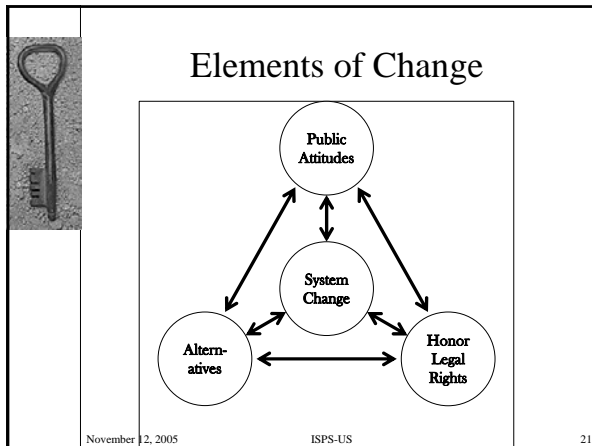 Elements of Change
Public
Attitudes
System
Change
Altern-
atives
Honor
Legal
Rights
November 12, 2005 ISPS-US 21